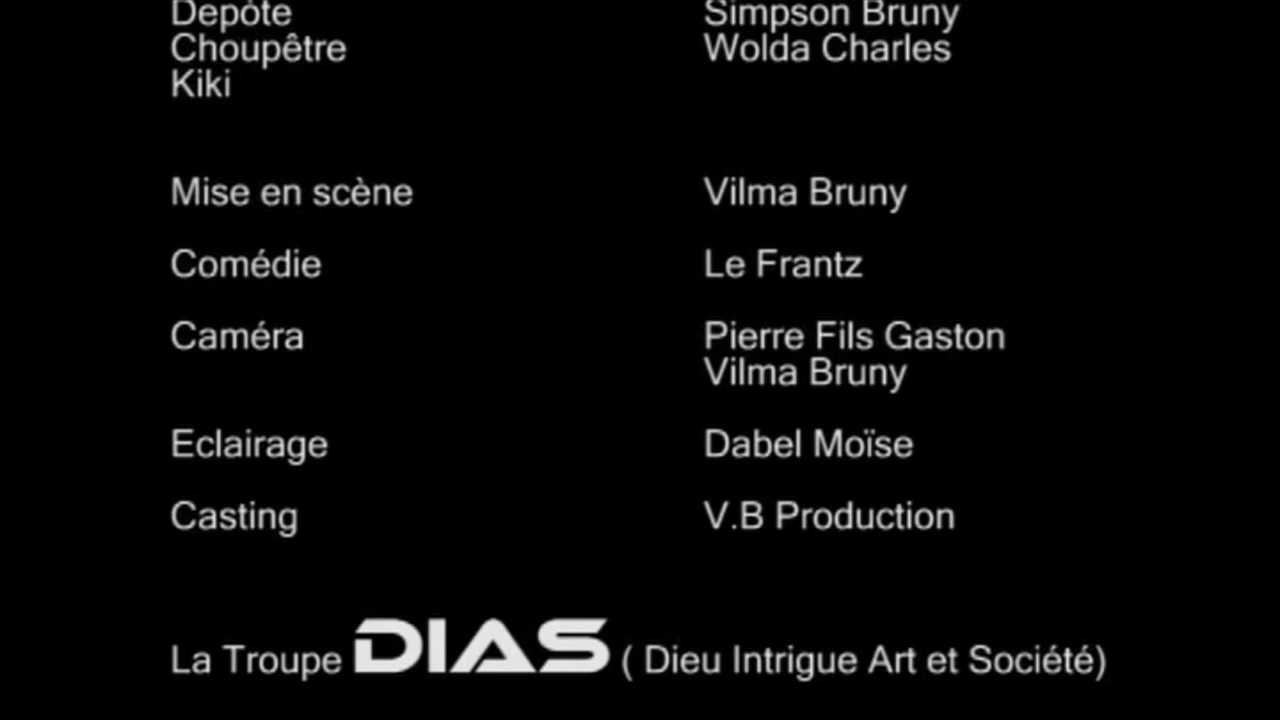 Depôte Simpson Bruny
Choupêtre Wolda Charles
Kiki
Mise en scène Vilma Bruny
Comédie Le Frantz
Caméra Pierre Fils Gaston
Vilma Bruny
Eclairage Dabel Moïse
Casting V.B Production
La Troupe DIAS ( Dieu Intrigue Art et Société)